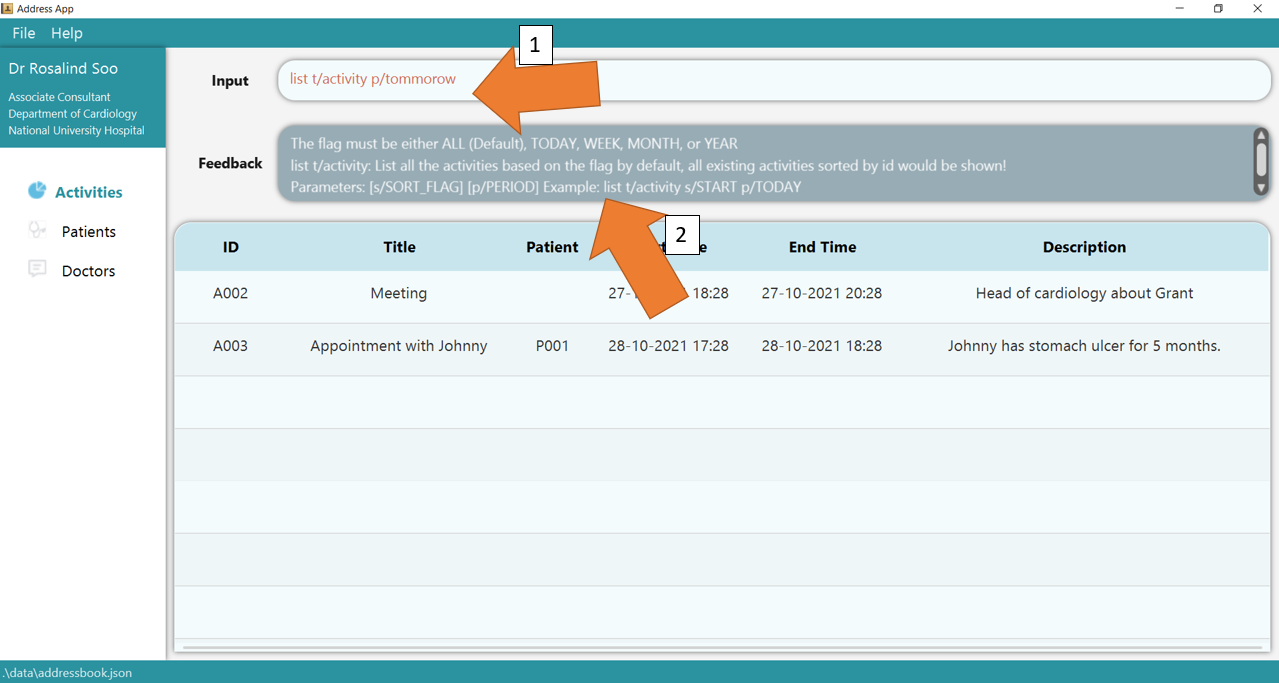 Address App
File Help
Dr Rosalind Soo
Associate Consultant
Department of Cardiology
National University Hospital
Activities
Patients
Doctors
Input
list t/activity p/tommorow
1
Feedback
The flag must be either ALL (Default), TODAY, WEEK, MONTH, or YEAR
list t/activity: List all the activities based on the flag by default, all existing activities sorted by id would be shown!
Parameters: [s/SORT_FLAG] [p/PERIOD] Example: list t/activity s/START p/TODAY
2
ID Title Patient End Time Description
A002 Meeting 27- 18:28 27-10-2021 20:28 Head of cardiology about Grant
A003 Appointment with Johnny P001 28-10-2021 17:28 28-10-2021 18:28 Johnny has stomach ulcer for 5 months.
.\data\addressbook.json